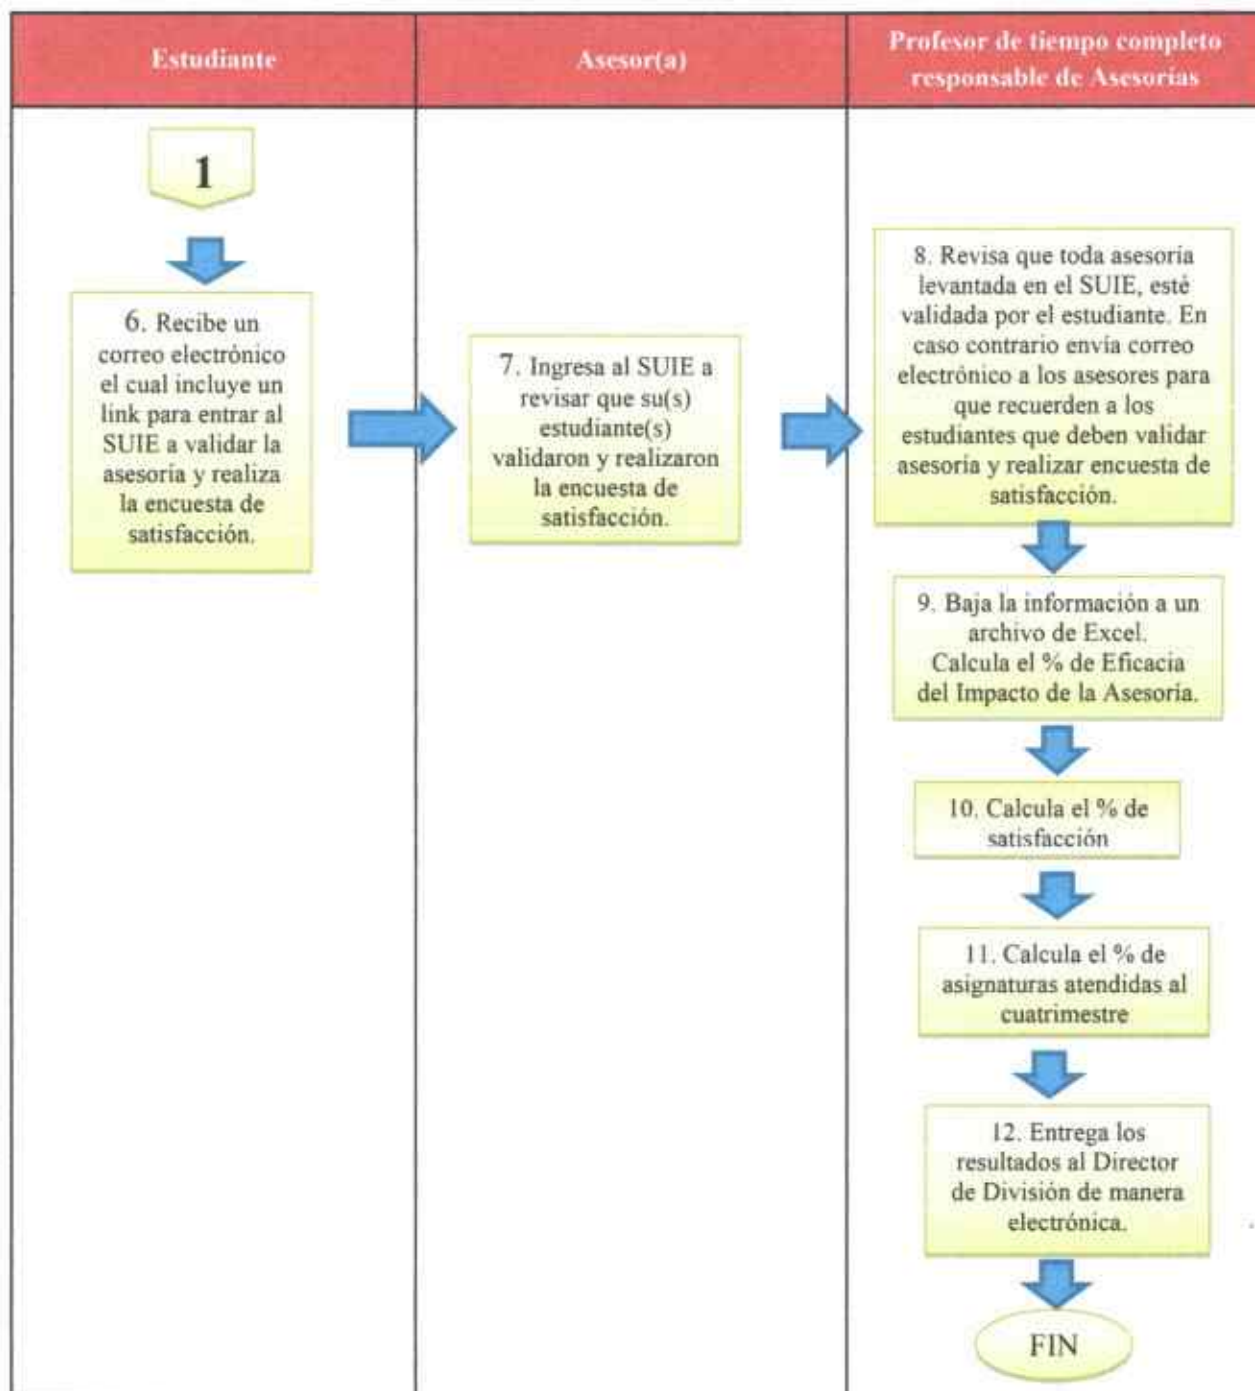 Estudiante
Asesor(a)
Profesor de tiempo completo
responsable de Asesorías
1
6. Recibe un
correo electrónico
el cual incluye un
link para entrar al
SUIE a validar la
asesoría y realiza
la encuesta de
satisfacción.
7. Ingresa al SUIE a
revisar que su(s)
estudiante(s)
validaron y realizaron
la encuesta de
satisfacción.
8. Revisa que toda asesoría
levantada en el SUIE, esté
validada por el estudiante. En
caso contrario envía correo
electrónico a los asesores para
que recuerden a los
estudiantes que deben validar
asesoría y realizar encuesta de
satisfacción.
9. Baja la información a un
archivo de Excel.
Calcula el % de Eficacia
del Impacto de la Asesoría.
10. Calcula el % de
satisfacción
11. Calcula el % de
asignaturas atendidas al
cuatrimestre
12. Entrega los
resultados al Director
de División de manera
electrónica.
FIN